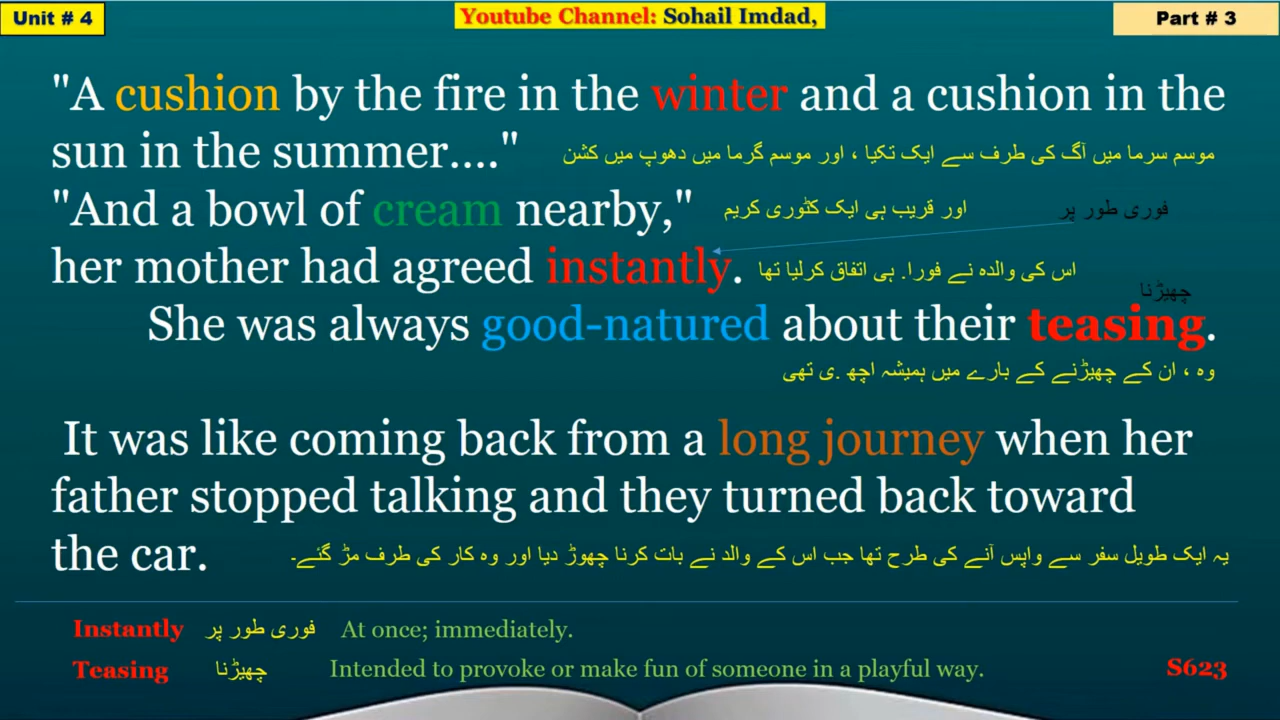 Unit # 4
Youtube Channel: Sohail Imdad,
Part # 3
"A cushion by the fire in the winter and a cushion in the
sun in the summer...."
موسم سرما میں آگ کی طرف سے ایک تکیا ، اور موسم گرما میں دھوپ میں کشن
"And a bowl of cream nearby,"
اور قریب ہی ایک کٹوری کریم
فوری طور پر
her mother had agreed instantly.
اس کی والدہ نے فورا. ہی اتفاق کرلیا تھا
چھیڑنا
She was always good-natured about their teasing.
وہ ، ان کے چھیڑنے کے بارے میں ہمیشہ اچھ .ی تھی
It was like coming back from a long journey when her
father stopped talking and they turned back toward
the car.
یہ ایک طویل سفر سے واپس آنے کی طرح تھا جب اس کے والد نے بات کرنا چھوڑ دیا اور وہ کار کی طرف مڑ گئے۔
Instantly فوری طور پر At once; immediately.
Teasing چھیڑنا Intended to provoke or make fun of someone in a playful way.
S623